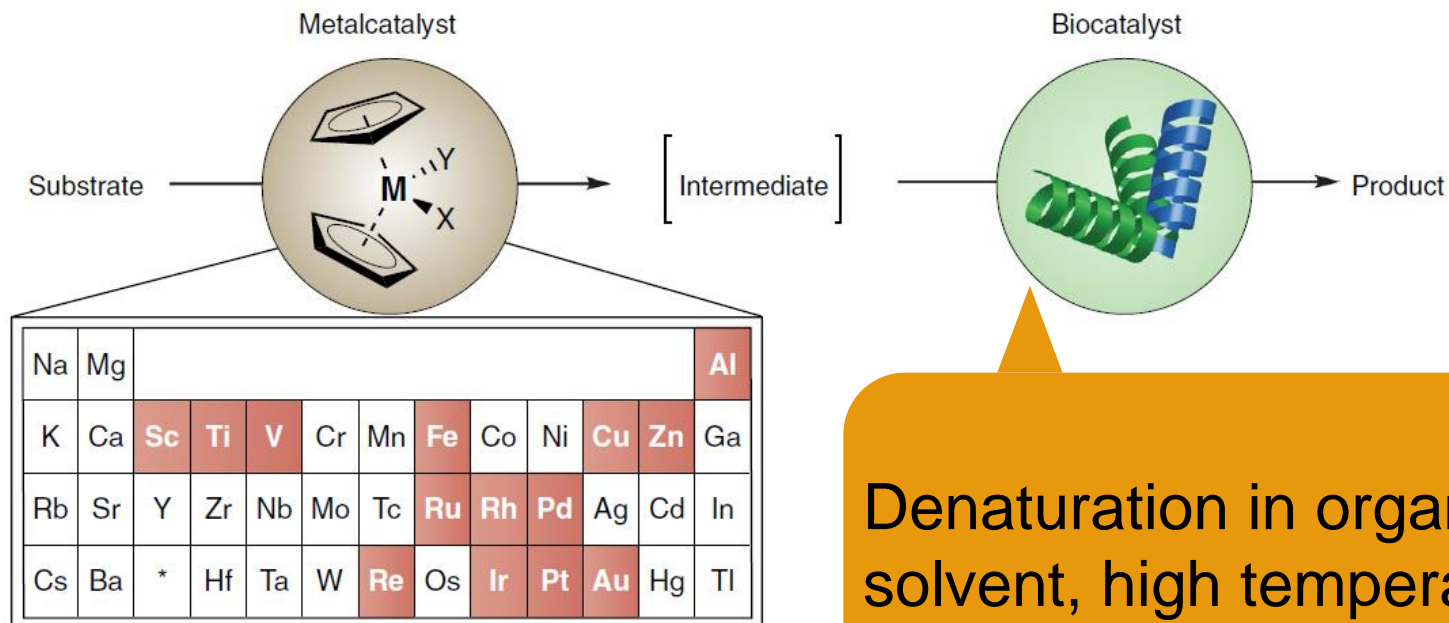 Metalcatalyst
Biocatalyst
Substrate
M
Y
X
[Intermediate]
Product
Na Mg Al
K Ca Sc Ti V Cr Mn Fe Co Ni Cu Zn Ga
Rb Sr Y Zr Nb Mo Tc Ru Rh Pd Ag Cd In
Cs Ba * Hf Ta W Re Os Ir Pt Au Hg Tl
Denaturation in
solvent, high